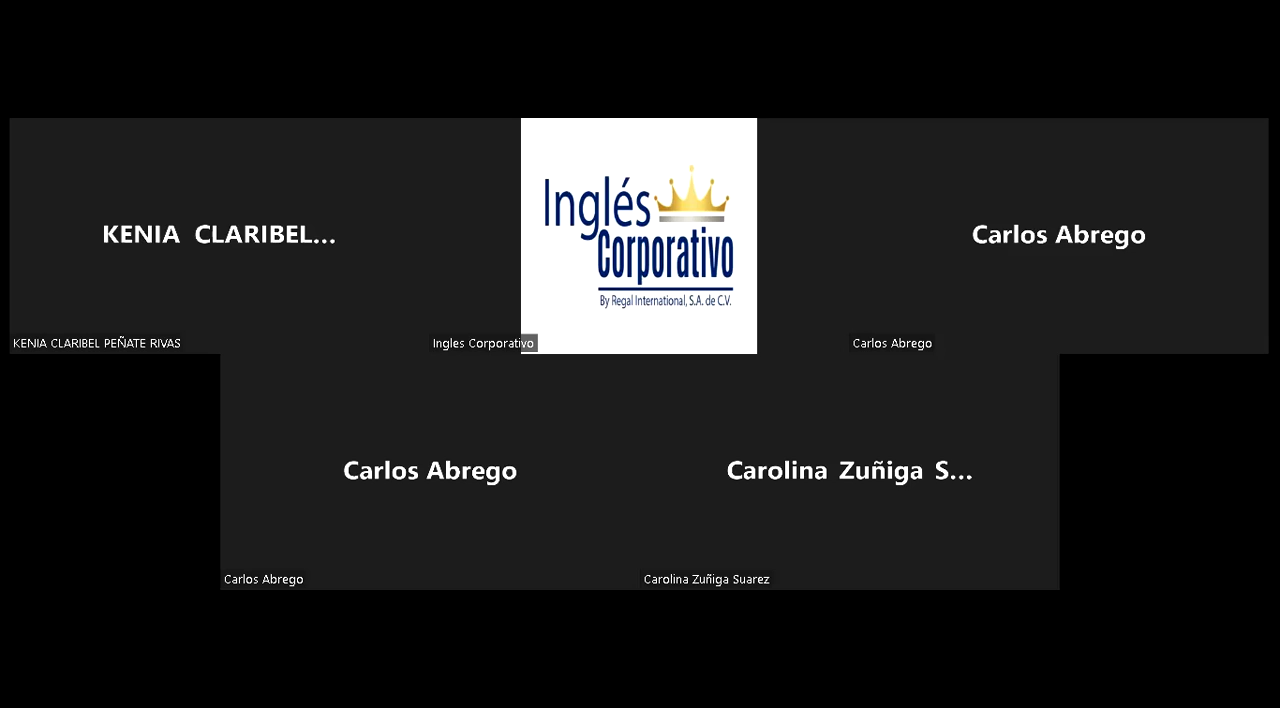 KENIA CLARIBEL...
KENIA CLARIBEL PEÑATE RIVAS
Inglés
Corporativo
By Regal International, S.A. de C.V.
Ingles Corporativo
Carlos Abrego
Carlos Abrego
Carlos Abrego
Carlos Abrego
Carolina Zuñiga S...
Carolina Zuñiga Suarez